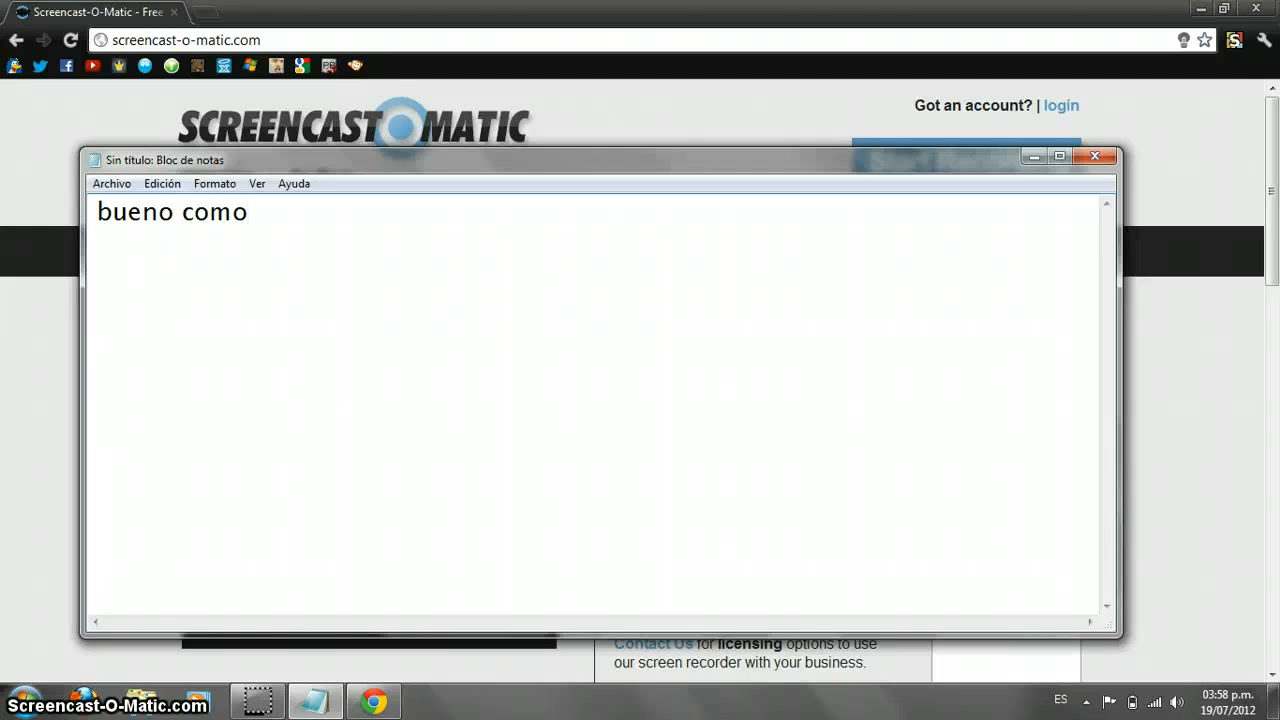 Screencast-O-Matic - Free
screencast-o-matic.com
Got an account? | login
SCREENCAST O MATIC
Sin título: Bloc de notas
Archivo Edición Formato Ver Ayuda
bueno como
Contact Us for licensing options to use
our screen recorder with your business.
Screencast-O-Matic.com
ES
03:58 p.m.
19/07/2012